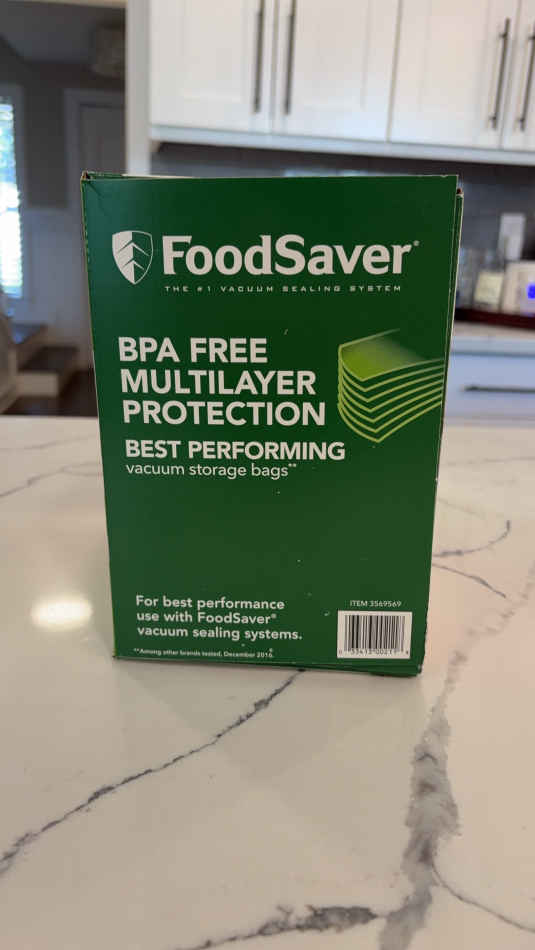 FoodSaver®
THE #1 VACUUM SEALING SYSTEM
BPA FREE
MULTILAYER
PROTECTION
BEST PERFORMING
vacuum storage bags**
For best performance
use with FoodSaver®
vacuum sealing systems.
**Among other brands tested, December 2016.
ITEM 3569569